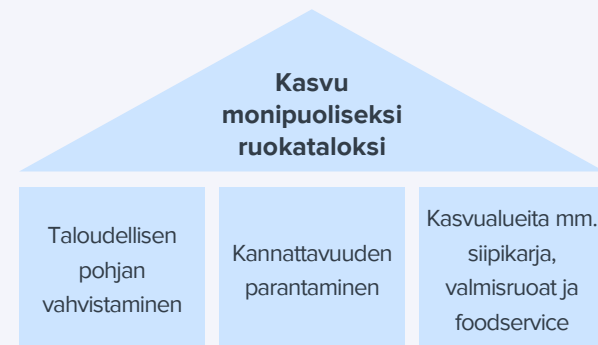 Kasvu
monipuoliseksi
ruokataloksi
Taloudellisen
pohjan
vahvistaminen
Kannattavuuden
parantaminen
Kasvualueita mm.
siipikarja,
valmisruoat ja
foodservice